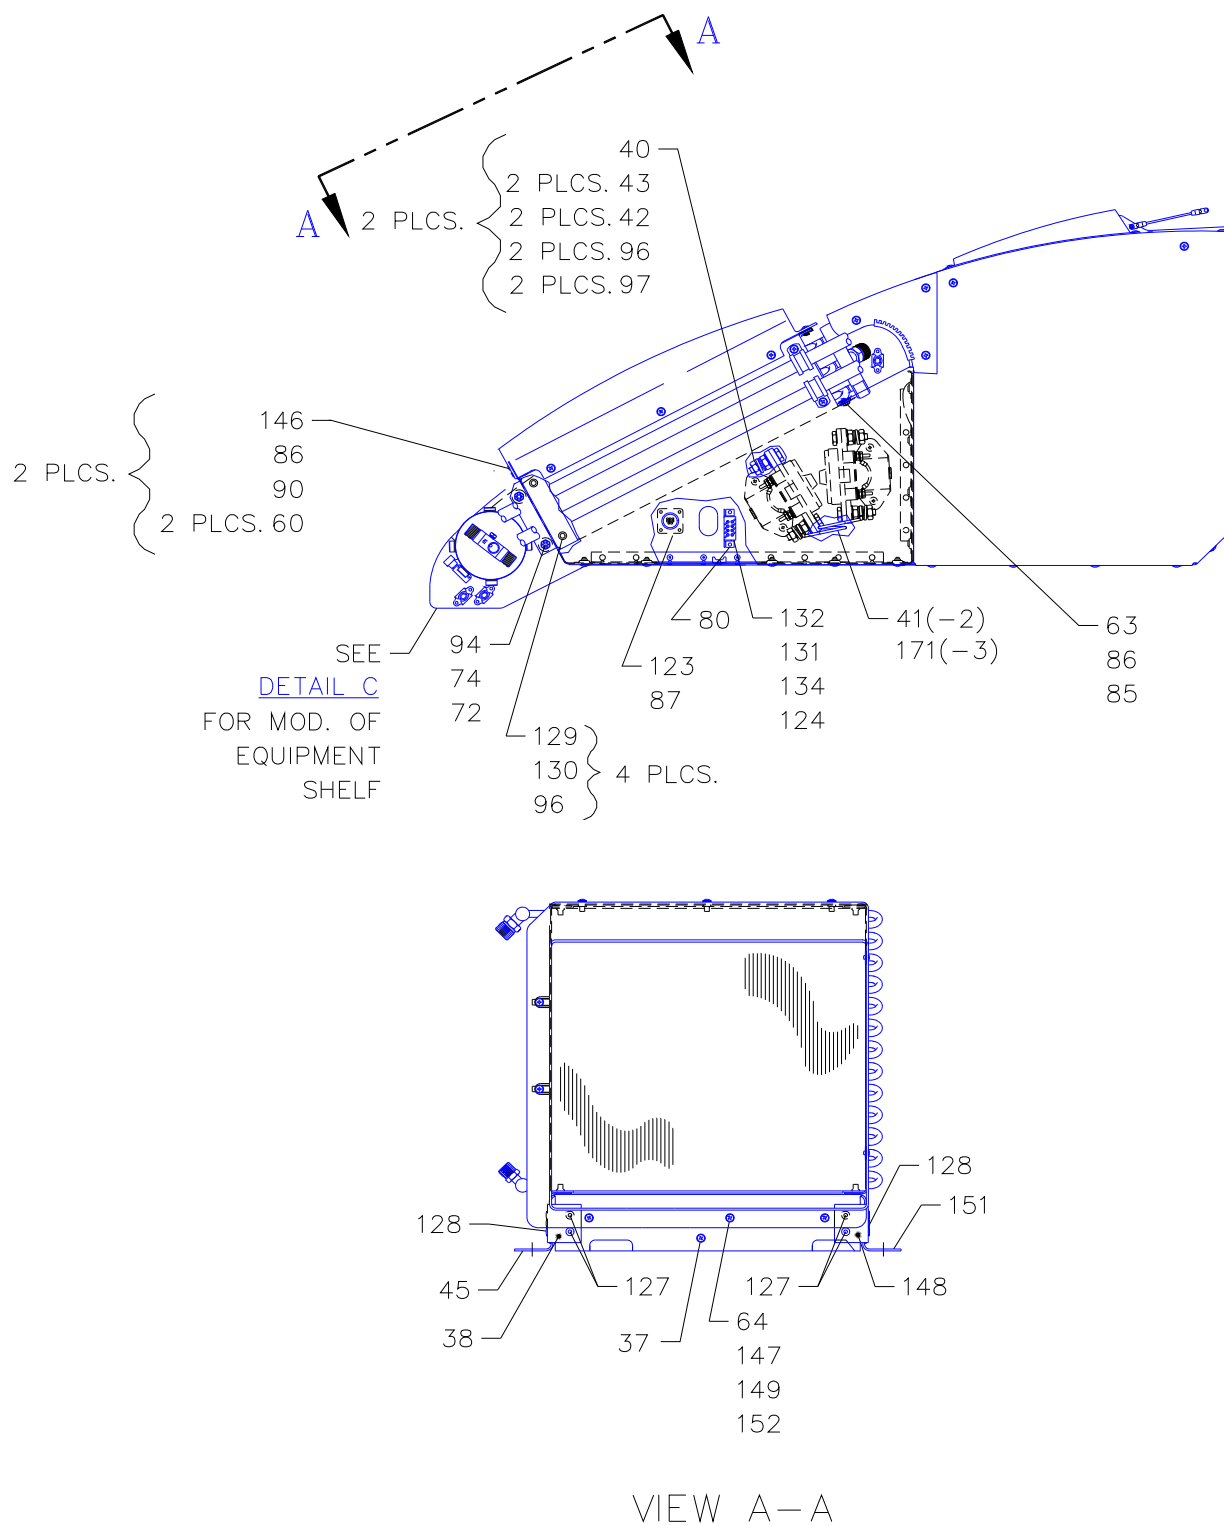 A
A
2 PLCS.
40
2 PLCS. 43
2 PLCS. 42
2 PLCS. 96
2 PLCS. 97
2 PLCS.
146
86
90
2 PLCS. 60
SEE
DETAIL C
FOR MOD. OF
EQUIPMENT
SHELF
94
74
72
129
130
96
4 PLCS.
123
87
80
132
131
134
124
41(-2)
171(-3)
63
86
85
128
151
128
45
38
127
127
148
37
64
147
149
152
VIEW A-A